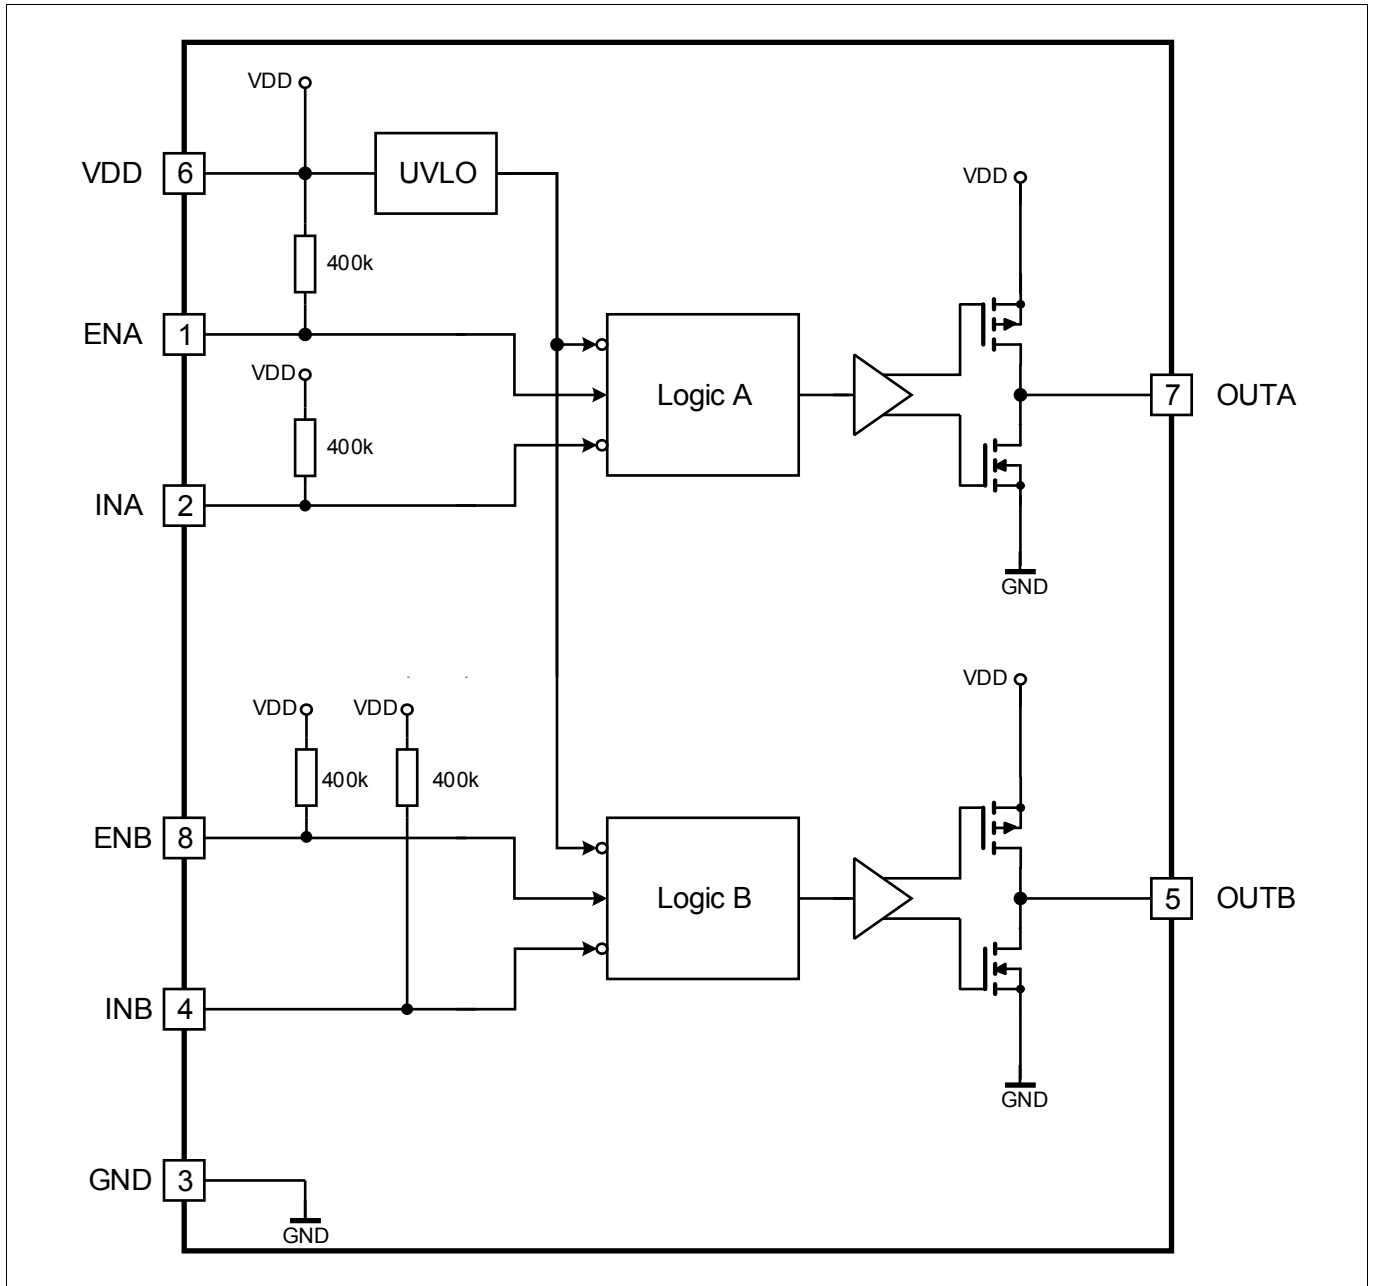 VDD
VDD 6 UVLO
VDD
400k
ENA 1
VDD
Logic A
7 OUTA
400k
INA 2
GND
VDD
VDD VDD
400k 400k
ENB 8
Logic B
5 OUTB
INB 4
GND
GND 3
GND